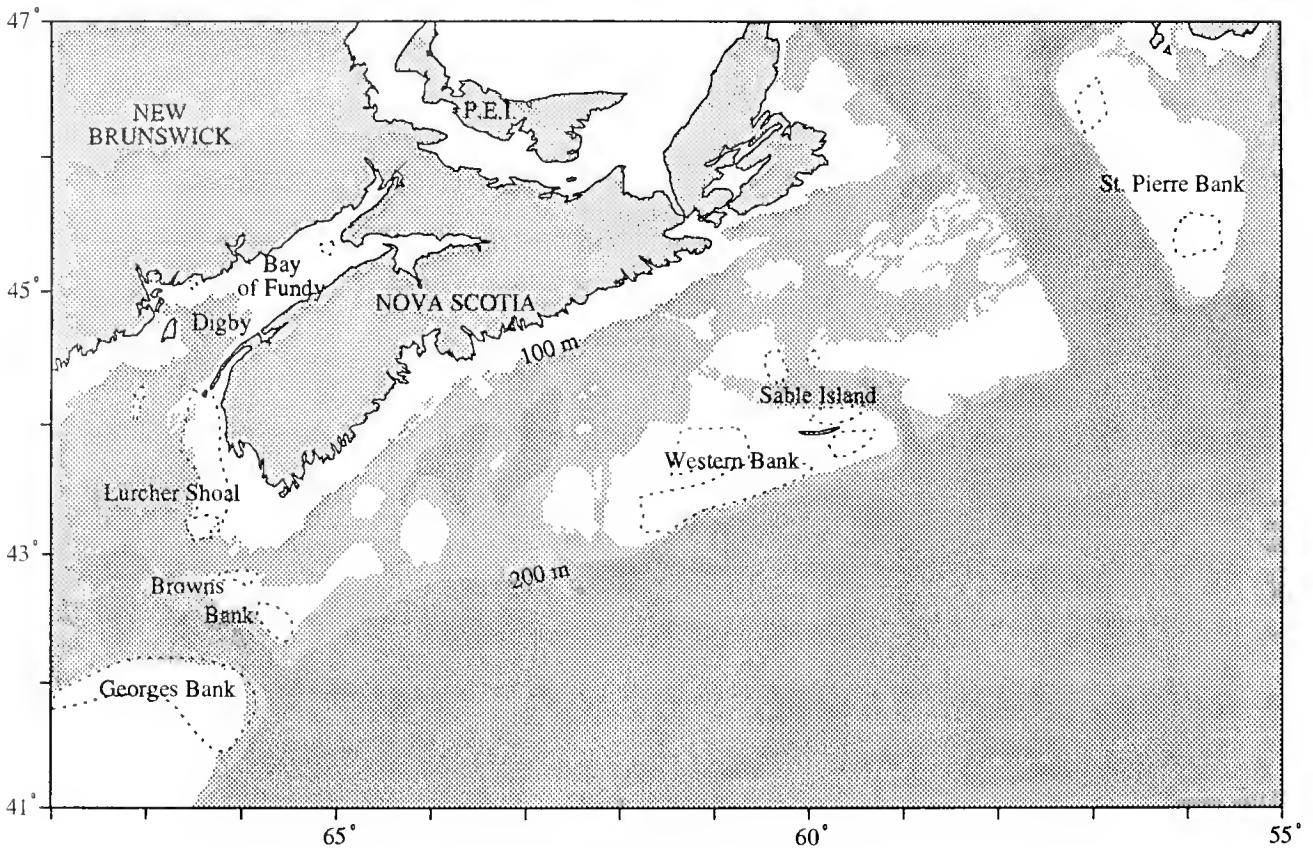 47°
NEW
BRUNSWICK
P.E.I.
St. Pierre Bank
Bay
of Fundy
45°
NOVA SCOTIA
Digby
100 m
Sable Island
Western Bank
Lurcher Shoal
43°
200 m
Browns
Bank
Georges Bank
41°
65°
60°
55°